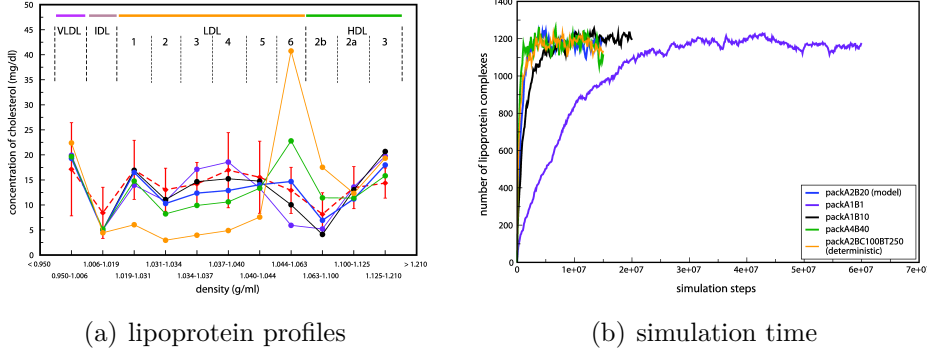 VLDL IDL LDL HDL
1 2 3 4 5 6 2b 2a 3
concentration of cholesterol (mg/dl)
50
45
40
35
30
25
20
15
10
5
0
< 0.950 1.006-1.019 1.031-1.034 1.037-1.040 1.044-1.063 1.100-1.125 > 1.210
0.950-1.006 1.019-1.031 1.034-1.037 1.040-1.044 1.063-1.100 1.125-1.210
density (g/ml)
(a) lipoprotein profiles
number of lipoprotein complexes
1400
1200
1000
800
600
400
200
0
0 1e+07 2e+07 3e+07 4e+07 5e+07 6e+07 7e+07
simulation steps
packA2B20 (model)
packA1B1
packA1B10
packA4B40
packA2BC100BT250
(deterministic)
(b) simulation time